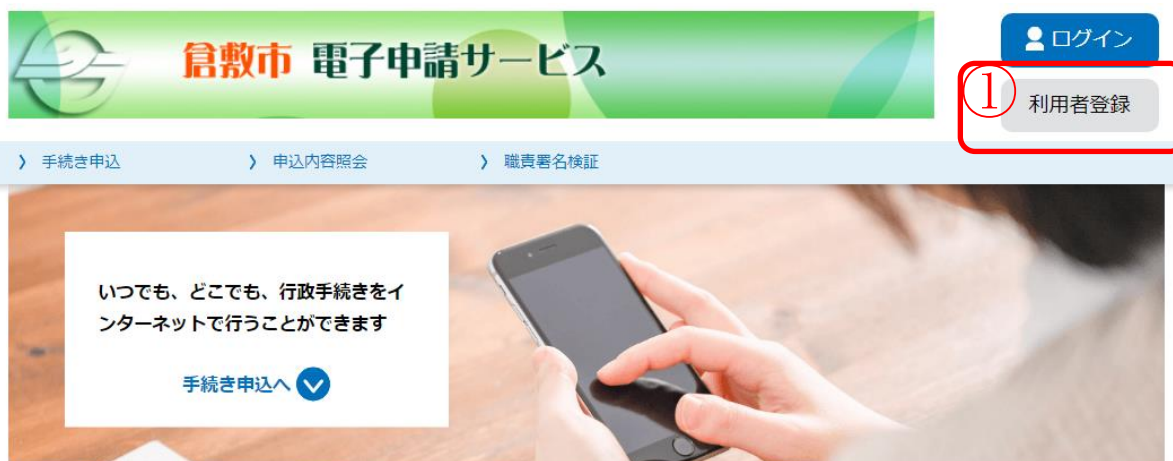 倉敷市 電子申請サービス
ログイン
①
利用者登録
手続き申込
申込内容照会
職責署名検証
いつでも、どこでも、行政手続きをイ
ンターネットで行うことができます
手続き申込へ